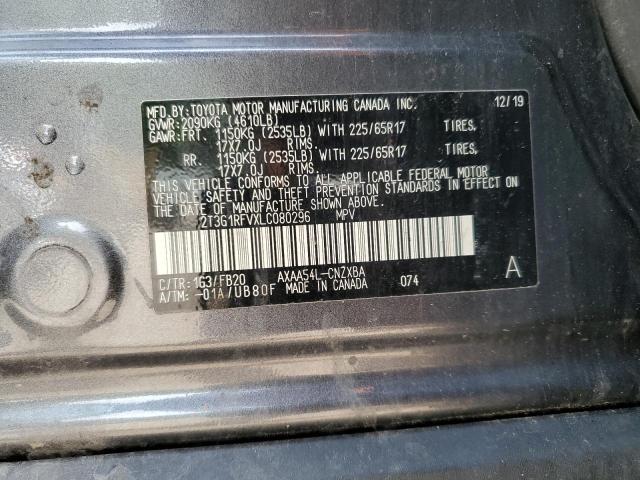 MFD.BY:TOYOTA MOTOR MANUFACTURING CANADA INC. 12/19
GVWR:2090KG (4610LB)
GAWR:FRT. 1150KG (2535LB) WITH 225/65R17 TIRES,
17X7.0J RIMS.
RR. 1150KG (2535LB) WITH 225/65R17 TIRES,
17X7.0J RIMS.
THIS VEHICLE CONFORMS TO ALL APPLICABLE FEDERAL MOTOR
VEHICLE SAFETY AND THEFT PREVENTION STANDARDS IN EFFECT ON
THE DATE OF MANUFACTURE SHOWN ABOVE.
2T3G1RFVXLC080296 MPV
C/TR:1G3/FB20 AXAA54L-CNZXBA A
A/TM:-01A/UB80F MADE IN CANADA 074